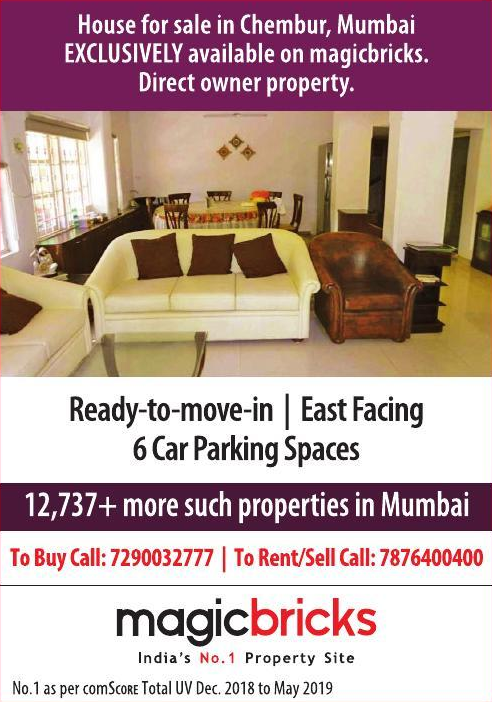 House for sale in Chembur, Mumbai
EXCLUSIVELY available on magicbricks.
Direct owner property.
Ready-to-move-in | East Facing
6 Car Parking Spaces
12,737+ more such properties in Mumbai
To Buy Call: 7290032777 | To Rent/Sell Call: 7876400400
magicbricks
India's No.1 Property Site
No.1 as per comSCORE Total UV Dec. 2018 to May 2019